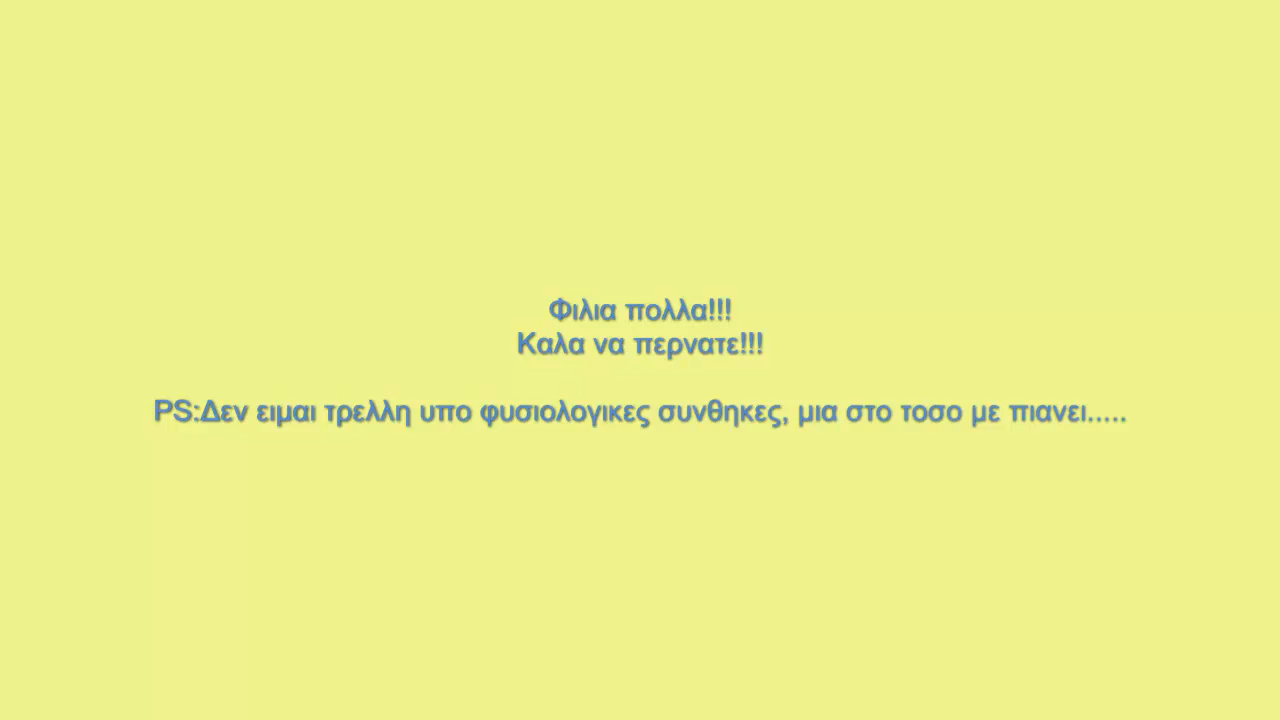 Φιλια πολλα!!!
Καλα να περνατε!!!
PS:Δεν ειμαι τρελλη υπο φυσιολογικες συνθηκες, μια στο τοσο με πιανει.....